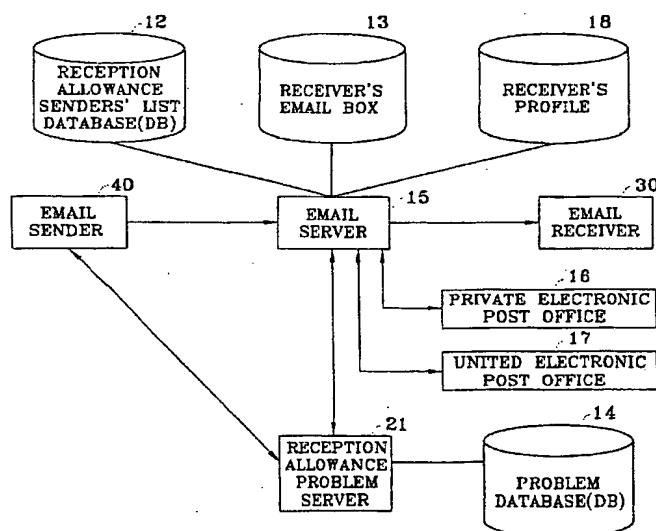 12
RECEPTION
ALLOWANCE
SENDERS' LIST
DATABASE(DB)
13
RECEIVER'S
EMAIL BOX
18
RECEIVER'S
PROFILE
40
EMAIL
SENDER
15
EMAIL
SERVER
30
EMAIL
RECEIVER
16
PRIVATE ELECTRONIC
POST OFFICE
17
UNITED ELECTRONIC
POST OFFICE
21
RECEPTION
ALLOWANCE
PROBLEM
SERVER
14
PROBLEM
DATABASE(DB)